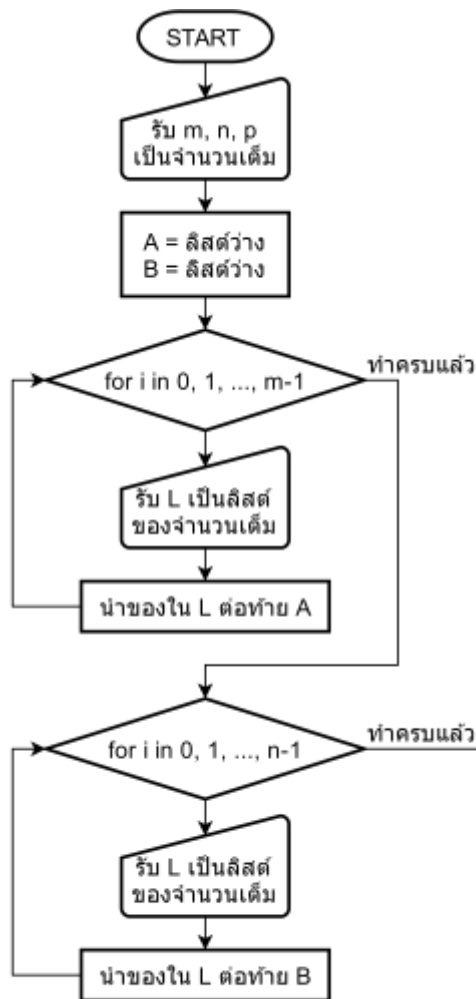 START
รับ m, n, p
เป็นจำนวนเต็ม
A = ลิสต์ว่าง
B = ลิสต์ว่าง
for i in 0, 1, ..., m-1
ทำครบแล้ว
รับ L เป็นลิสต์
ของจำนวนเต็ม
นำของใน L ต่อท้าย A
for i in 0, 1, ..., n-1
ทำครบแล้ว
รับ L เป็นลิสต์
ของจำนวนเต็ม
นำของใน L ต่อท้าย B